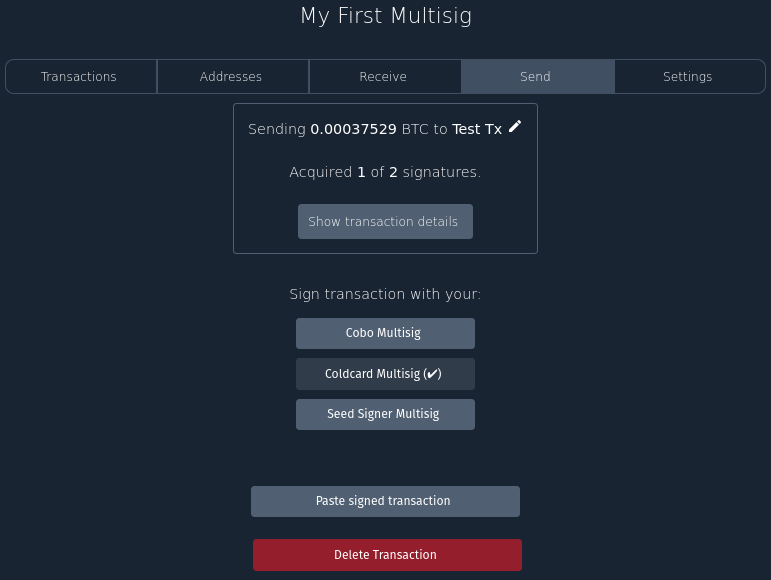 My First Multisig
Transactions
Addresses
Receive
Send
Settings
Sending 0.00037529 BTC to Test Tx
Acquired 1 of 2 signatures.
Show transaction details
Sign transaction with your:
Cobo Multisig
Coldcard Multisig (✔)
Seed Signer Multisig
Paste signed transaction
Delete Transaction